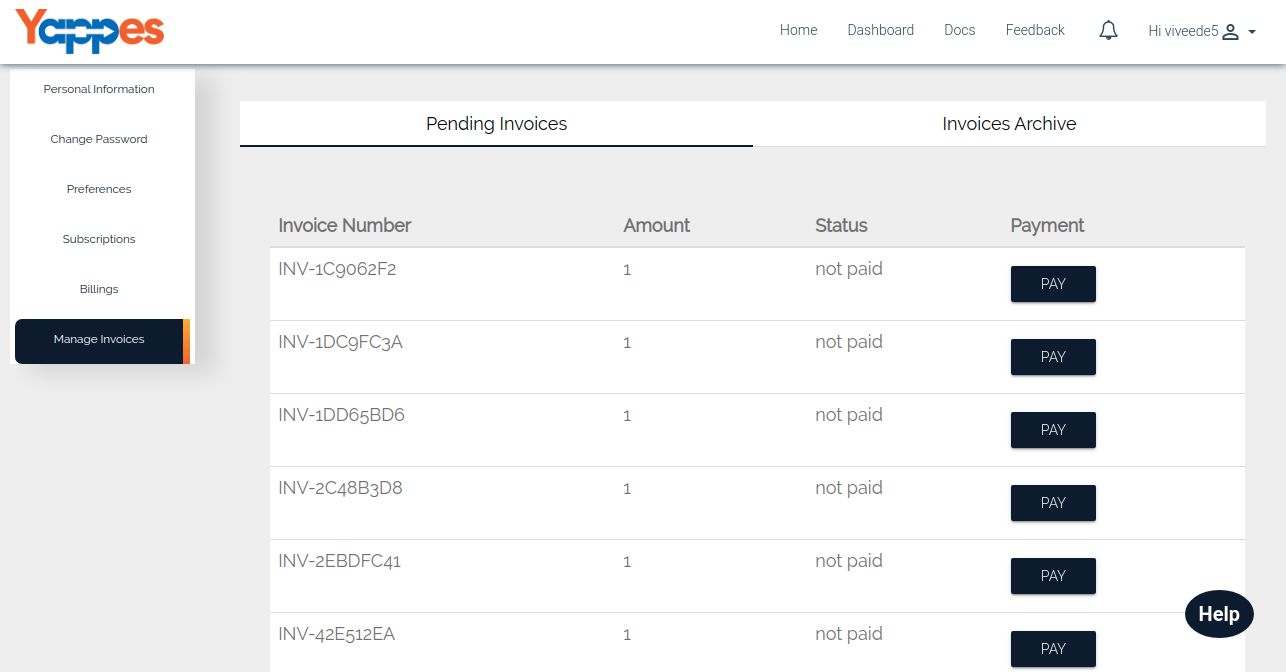 Yappes
Home Dashboard Docs Feedback Hi viveede5
Personal Information
Change Password
Preferences
Subscriptions
Billings
Manage Invoices
Pending Invoices Invoices Archive
Invoice Number Amount Status Payment
INV-1C9062F2 1 not paid PAY
INV-1DC9FC3A 1 not paid PAY
INV-1DD65BD6 1 not paid PAY
INV-2C48B3D8 1 not paid PAY
INV-2EBDFC41 1 not paid PAY
INV-42E512EA 1 not paid PAY
Help